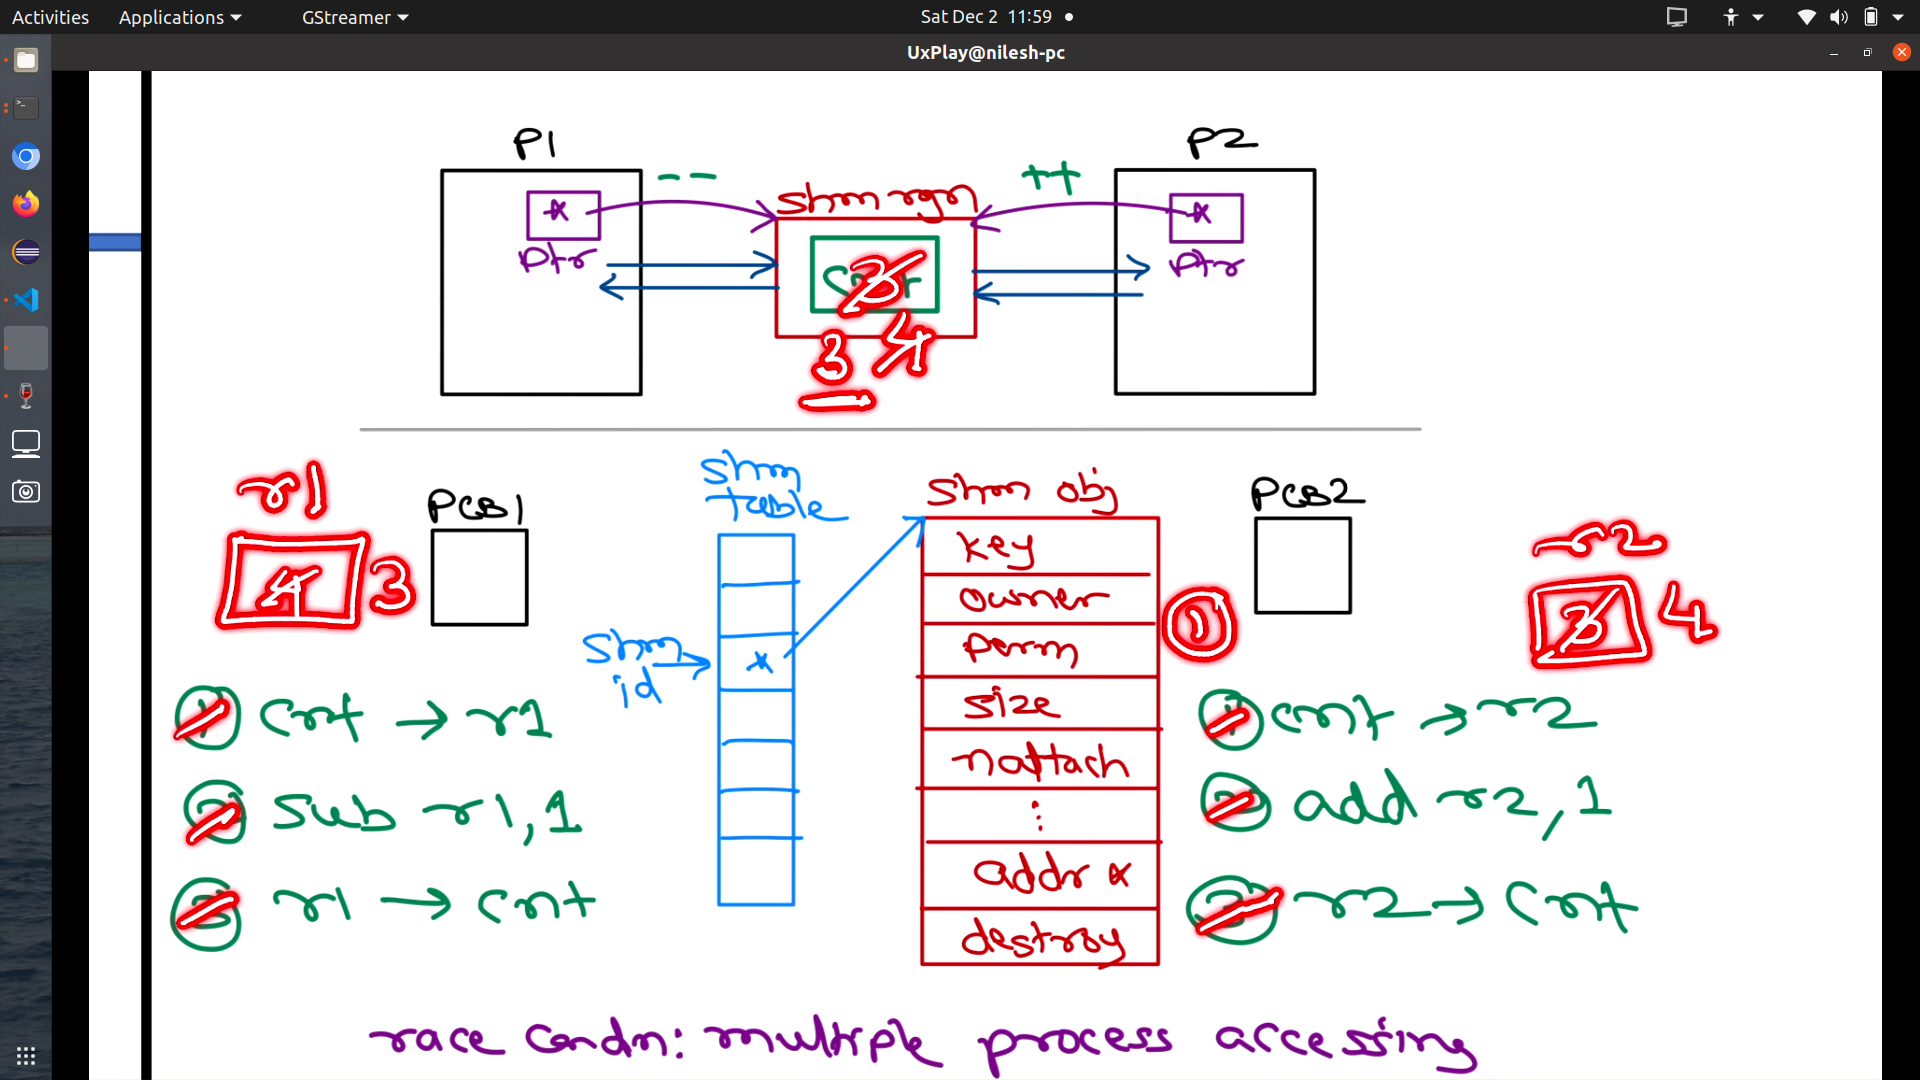 Activities Applications GStreamer Sat Dec 2 11:59
UxPlay@nilesh-pc
P1 P2
-- ++
shm rgn
* *
ptr ptr
3
3 4
shm table
shm obj
r1 PCB1 PCB2 r2
key
4 3
owner
1
3 4
perm
shm id
*
size
1 cnt → r1
1 cnt → r2
nattach
2 sub r1, 1
2 add r2, 1
⋮
addr *
3 r1 → cnt
3 r2 → cnt
destroy
race condn: multiple process accessing